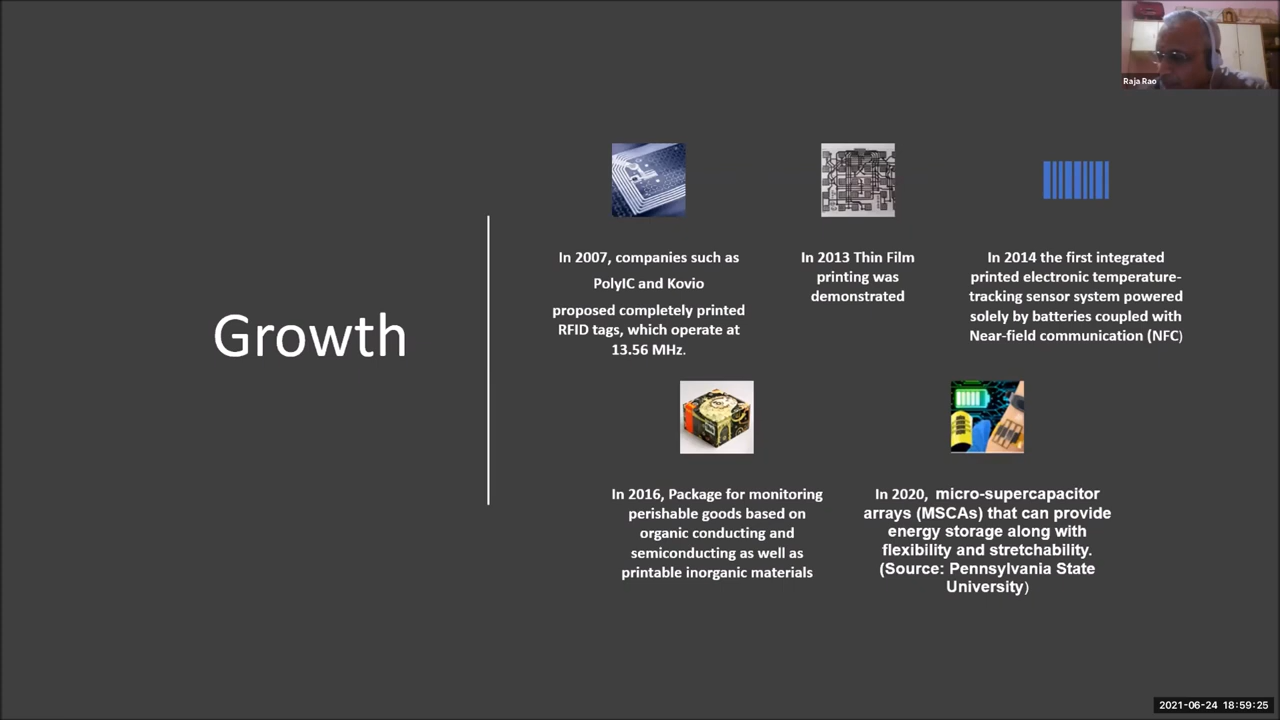 Raja Rao
Growth
In 2007, companies such as
PolyIC and Kovio
proposed completely printed
RFID tags, which operate at
13.56 MHz.
In 2013 Thin Film
printing was
demonstrated
In 2014 the first integrated
printed electronic temperature-
tracking sensor system powered
solely by batteries coupled with
Near-field communication (NFC)
In 2016, Package for monitoring
perishable goods based on
organic conducting and
semiconducting as well as
printable inorganic materials
In 2020, micro-supercapacitor
arrays (MSCAs) that can provide
energy storage along with
flexibility and stretchability.
(Source: Pennsylvania State
University)
2021-06-24 18:59:25